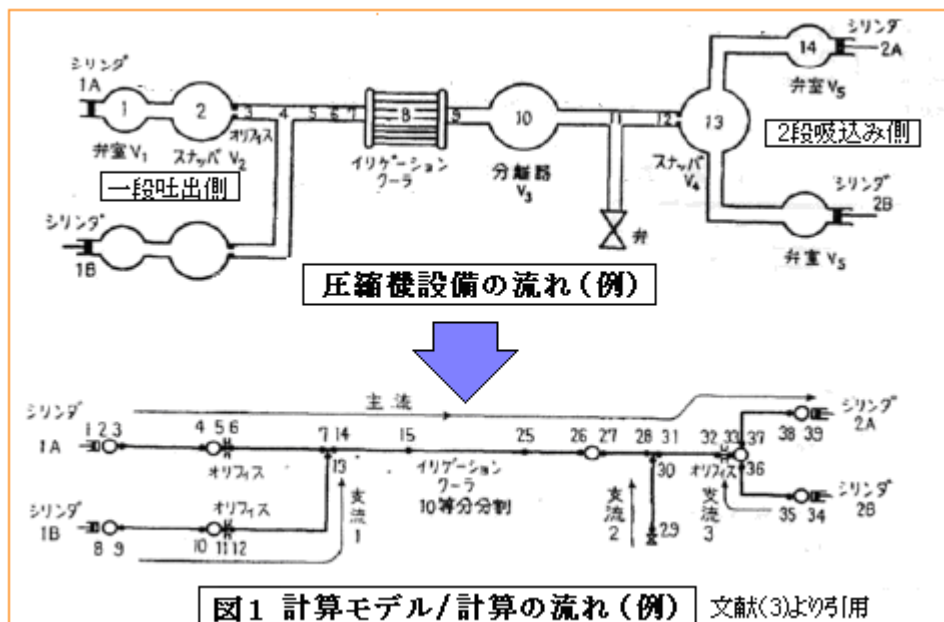 シリンダ
1A
1
2
3
オリフィス
4
5
6
7
8
9
10
11
12
13
14
シリンダ
2A
弁室V5
弁室V1
スナッバV2
一段吐出側
イリゲーション
クーラ
分離路
V3
スナッバ
V4
2段吸込み側
シリンダ
1B
弁
シリンダ
2B
弁室V5
圧縮機設備の流れ(例)
主流
シリンダ
1A
1 2 3
4 5 6
オリフィス
7 14
13
15
イリゲーション
クーラ
10等分分割
25
26 27
28 31
30
32 33 37
オリフィス
36
38 39
シリンダ
2A
シリンダ
1B
8 9
オリフィス
10 11 12
支流1
支流2
29
支流3
35 34
シリンダ
2B
図1 計算モデル/計算の流れ(例)
文献(3)より引用